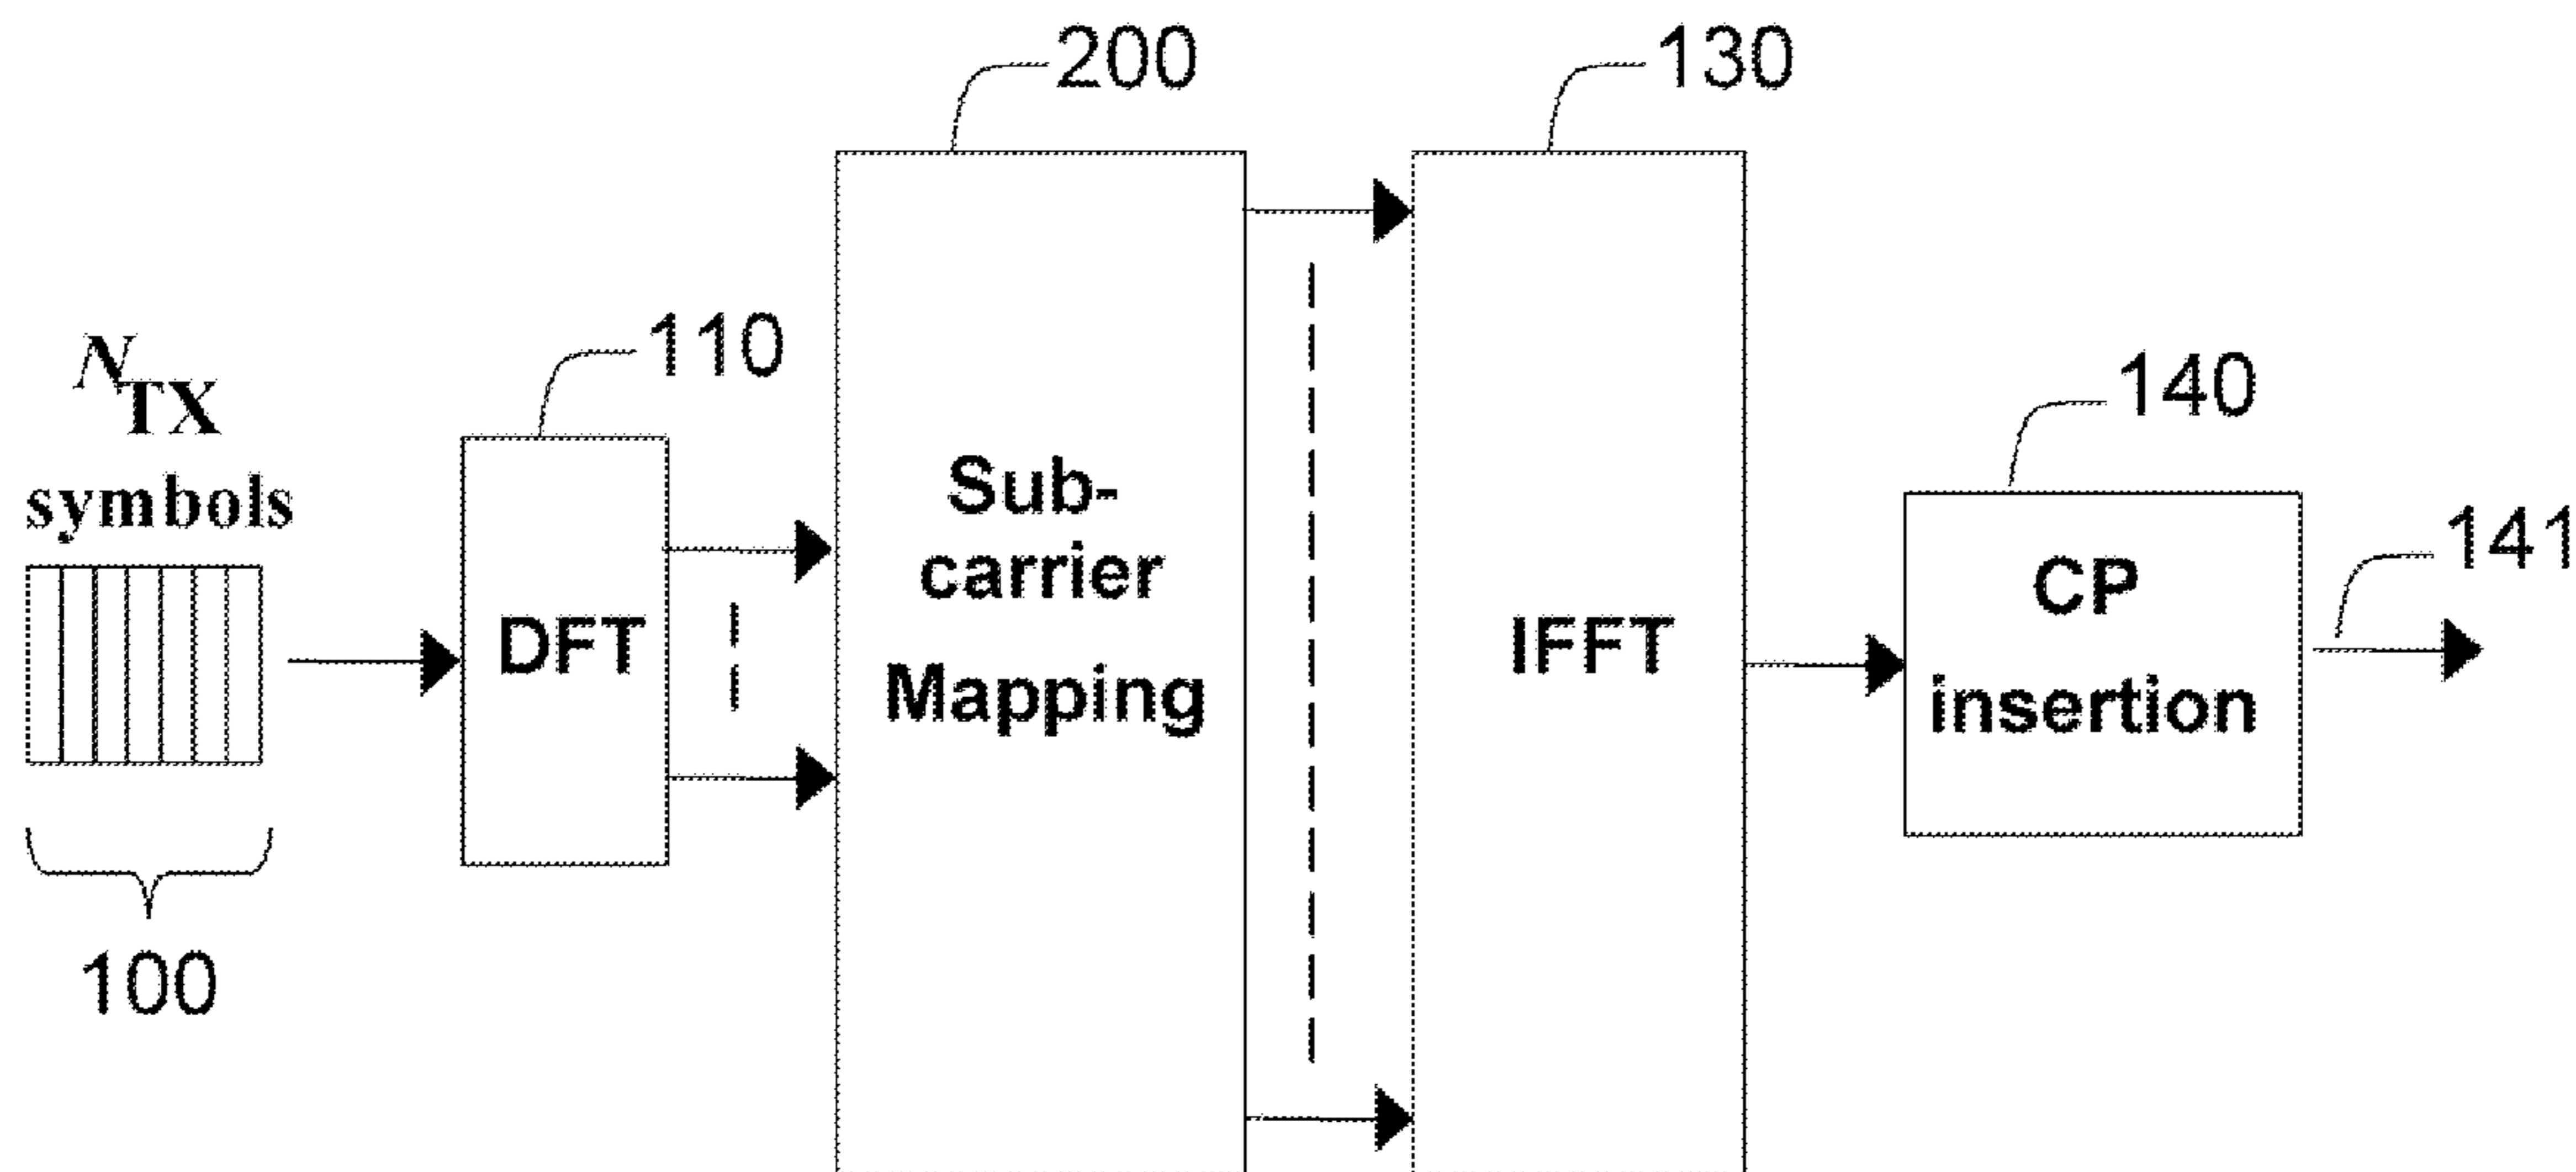 200
130
N TX
symbols
110
140
141
Sub-
carrier
Mapping
DFT
IFFT
CP
insertion
100